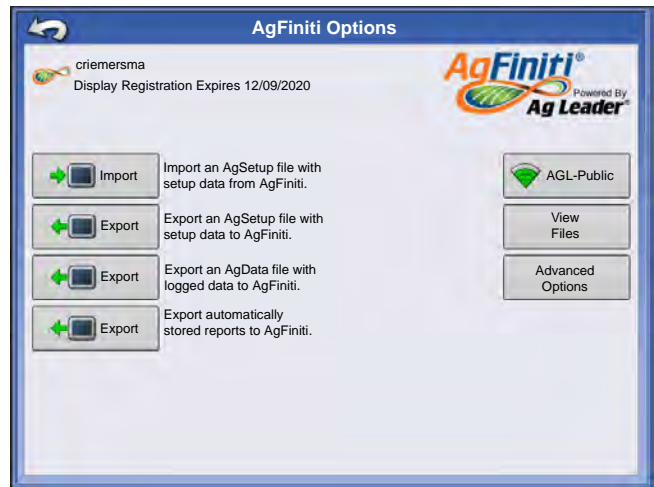 AgFiniti Options
criemersma
Display Registration Expires 12/09/2020
AgFiniti®
Powered By
Ag Leader®
Import
Import an AgSetup file with
setup data from AgFiniti.
Export
Export an AgSetup file with
setup data to AgFiniti.
Export
Export an AgData file with
logged data to AgFiniti.
Export
Export automatically
stored reports to AgFiniti.
AGL-Public
View
Files
Advanced
Options